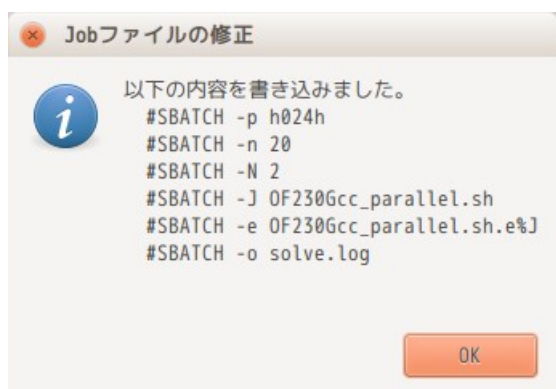 Jobファイルの修正
以下の内容を書き込みました。
#SBATCH -p h024h
#SBATCH -n 20
#SBATCH -N 2
#SBATCH -J OF230Gcc_parallel.sh
#SBATCH -e OF230Gcc_parallel.sh.e%J
#SBATCH -o solve.log
OK